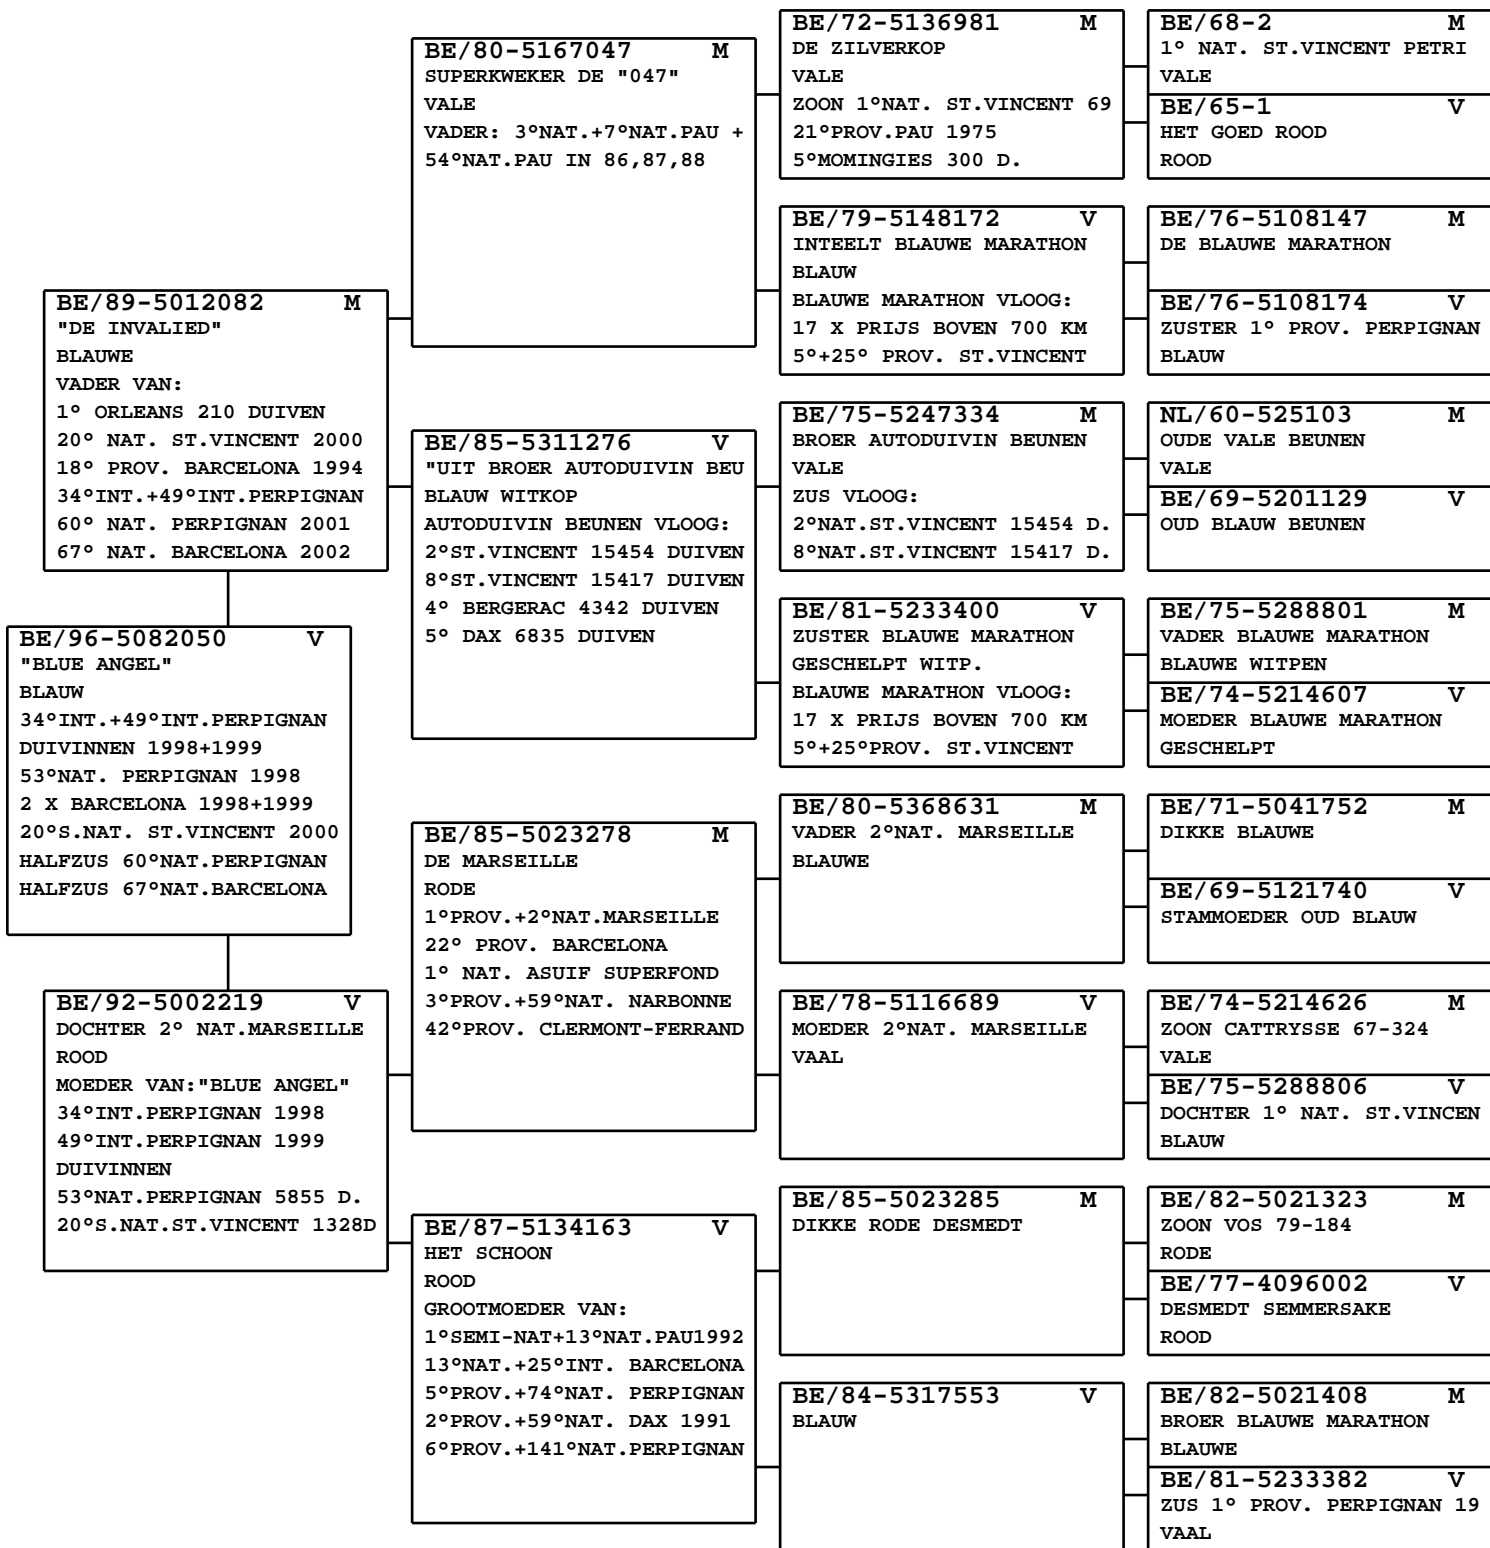 BE/96-5082050 V
"BLUE ANGEL"
BLAUW
34°INT.+49°INT.PERPIGNAN
DUIVINNEN 1998+1999
53°NAT. PERPIGNAN 1998
2 X BARCELONA 1998+1999
20°S.NAT. ST.VINCENT 2000
HALFZUS 60°NAT.PERPIGNAN
HALFZUS 67°NAT.BARCELONA
BE/89-5012082 M
"DE INVALIED"
BLAUWE
VADER VAN:
1° ORLEANS 210 DUIVEN
20° NAT. ST.VINCENT 2000
18° PROV. BARCELONA 1994
34°INT.+49°INT.PERPIGNAN
60° NAT. PERPIGNAN 2001
67° NAT. BARCELONA 2002
BE/92-5002219 V
DOCHTER 2° NAT.MARSEILLE
ROOD
MOEDER VAN:"BLUE ANGEL"
34°INT.PERPIGNAN 1998
49°INT.PERPIGNAN 1999
DUIVINNEN
53°NAT.PERPIGNAN 5855 D.
20°S.NAT.ST.VINCENT 1328D
BE/80-5167047 M
SUPERKWEKER DE "047"
VALE
VADER: 3°NAT.+7°NAT.PAU +
54°NAT.PAU IN 86,87,88
BE/85-5311276 V
"UIT BROER AUTODUIVIN BEU
BLAUW WITKOP
AUTODUIVIN BEUNEN VLOOG:
2°ST.VINCENT 15454 DUIVEN
8°ST.VINCENT 15417 DUIVEN
4° BERGERAC 4342 DUIVEN
5° DAX 6835 DUIVEN
BE/85-5023278 M
DE MARSEILLE
RODE
1°PROV.+2°NAT.MARSEILLE
22° PROV. BARCELONA
1° NAT. ASUIF SUPERFOND
3°PROV.+59°NAT. NARBONNE
42°PROV. CLERMONT-FERRAND
BE/87-5134163 V
HET SCHOON
ROOD
GROOTMOEDER VAN:
1°SEMI-NAT+13°NAT.PAU1992
13°NAT.+25°INT. BARCELONA
5°PROV.+74°NAT. PERPIGNAN
2°PROV.+59°NAT. DAX 1991
6°PROV.+141°NAT.PERPIGNAN
BE/72-5136981 M
DE ZILVERKOP
VALE
ZOON 1°NAT. ST.VINCENT 69
21°PROV.PAU 1975
5°MOMINGIES 300 D.
BE/79-5148172 V
INTEELT BLAUWE MARATHON
BLAUW
BLAUWE MARATHON VLOOG:
17 X PRIJS BOVEN 700 KM
5°+25° PROV. ST.VINCENT
BE/75-5247334 M
BROER AUTODUIVIN BEUNEN
VALE
ZUS VLOOG:
2°NAT.ST.VINCENT 15454 D.
8°NAT.ST.VINCENT 15417 D.
BE/81-5233400 V
ZUSTER BLAUWE MARATHON
GESCHELPT WITP.
BLAUWE MARATHON VLOOG:
17 X PRIJS BOVEN 700 KM
5°+25°PROV. ST.VINCENT
BE/80-5368631 M
VADER 2°NAT. MARSEILLE
BLAUWE
BE/78-5116689 V
MOEDER 2°NAT. MARSEILLE
VAAL
BE/85-5023285 M
DIKKE RODE DESMEDT
BE/84-5317553 V
BLAUW
BE/68-2 M
1° NAT. ST.VINCENT PETRI
VALE
BE/65-1 V
HET GOED ROOD
ROOD
BE/76-5108147 M
DE BLAUWE MARATHON
BE/76-5108174 V
ZUSTER 1° PROV. PERPIGNAN
BLAUW
NL/60-525103 M
OUDE VALE BEUNEN
VALE
BE/69-5201129 V
OUD BLAUW BEUNEN
BE/75-5288801 M
VADER BLAUWE MARATHON
BLAUWE WITPEN
BE/74-5214607 V
MOEDER BLAUWE MARATHON
GESCHELPT
BE/71-5041752 M
DIKKE BLAUWE
BE/69-5121740 V
STAMMOEDER OUD BLAUW
BE/74-5214626 M
ZOON CATTRYSSE 67-324
VALE
BE/75-5288806 V
DOCHTER 1° NAT. ST.VINCEN
BLAUW
BE/82-5021323 M
ZOON VOS 79-184
RODE
BE/77-4096002 V
DESMEDT SEMMERSAKE
ROOD
BE/82-5021408 M
BROER BLAUWE MARATHON
BLAUWE
BE/81-5233382 V
ZUS 1° PROV. PERPIGNAN 19
VAAL